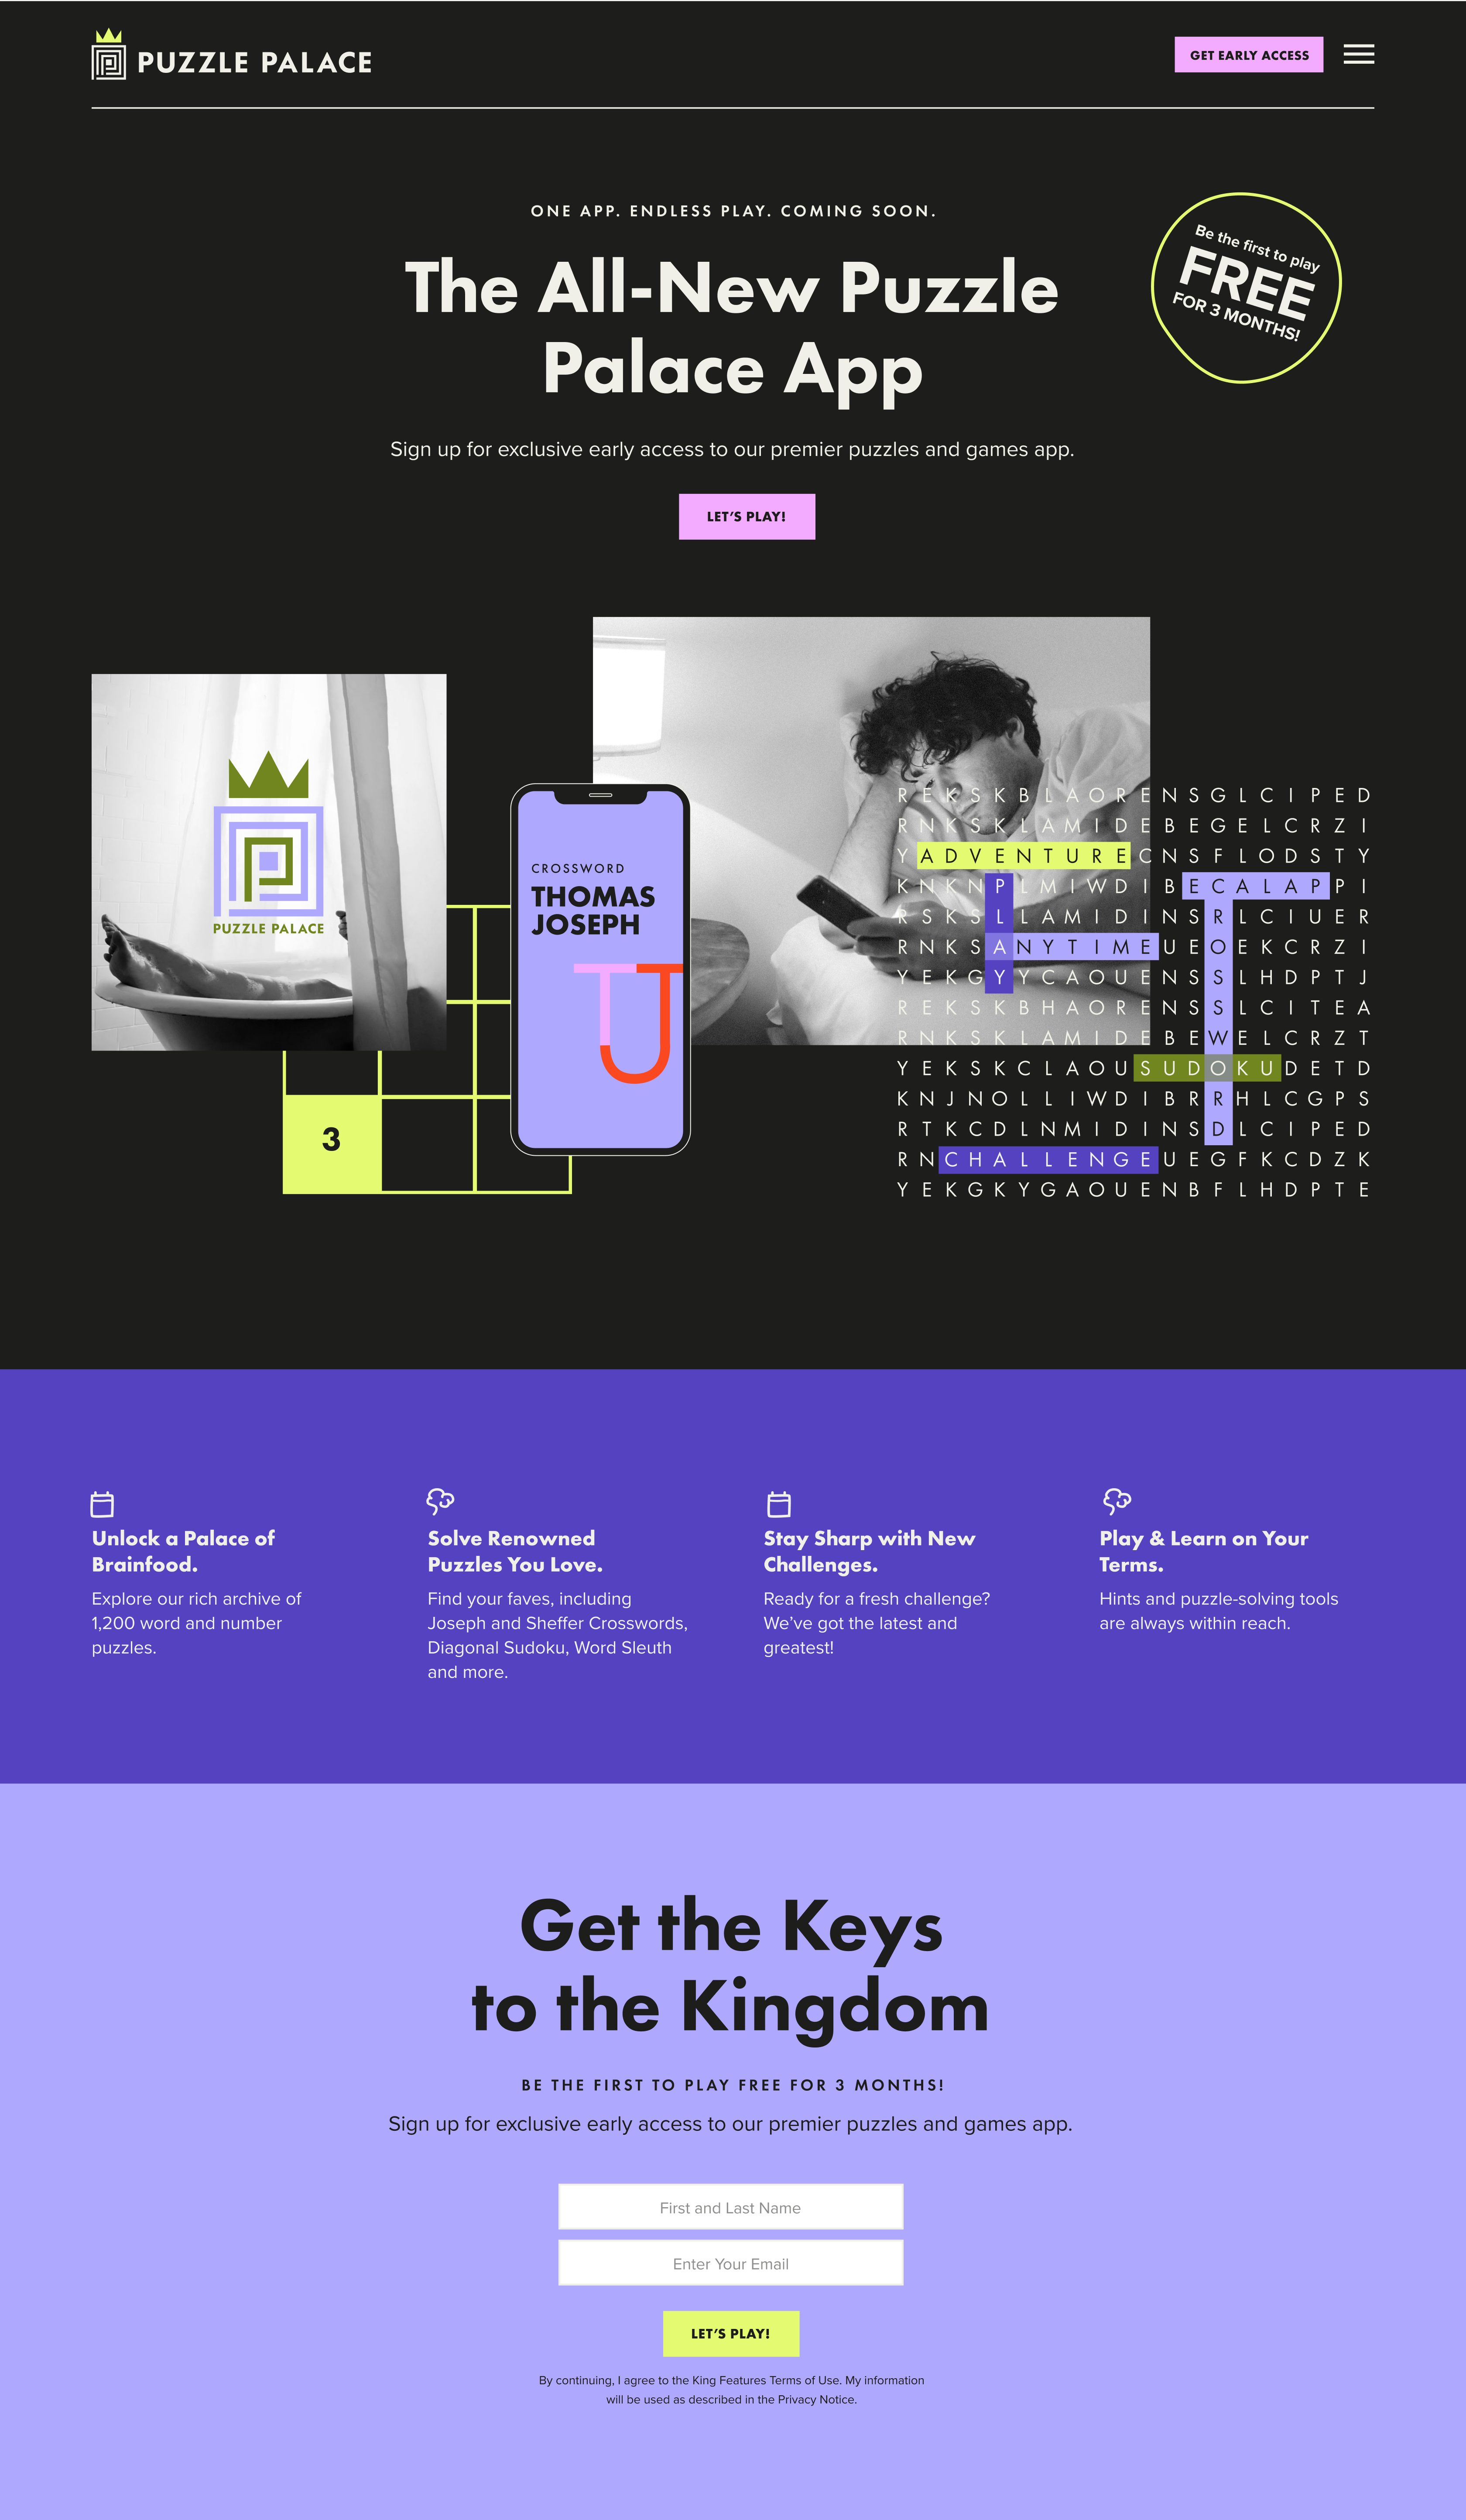 PUZZLE PALACE
GET EARLY ACCESS
ONE APP. ENDLESS PLAY. COMING SOON.
The All-New Puzzle
Palace App
Be the first to play
FREE
FOR 3 MONTHS!
Sign up for exclusive early access to our premier puzzles and games app.
LET'S PLAY!
PUZZLE PALACE
3
CROSSWORD
THOMAS
JOSEPH
TJ
R E K S K B L A O R E N S G L C I P E D
R N K S K L A M I D E B E G E L C R Z I
Y A D V E N T U R E C N S F L O D S T Y
K N K N P L M I W D I B E C A L A P P I
R S K S L L A M I D I N S R L C I U E R
R N K S A N Y T I M E U E O E K C R Z I
Y E K G Y Y C A O U E N S S L H D P T J
R E K S K B H A O R E N S S L C I T E A
R N K S K L A M I D E B E W E L C R Z T
Y E K S K C L A O U S U D O K U D E T D
K N J N O L L I W D I B R R H L C G P S
R T K C D L N M I D I N S D L C I P E D
R N C H A L L E N G E U E G F K C D Z K
Y E K G K Y G A O U E N B F L H D P T E
Unlock a Palace of
Brainfood.
Explore our rich archive of
1,200 word and number
puzzles.
Solve Renowned
Puzzles You Love.
Find your faves, including
Joseph and Sheffer Crosswords,
Diagonal Sudoku, Word Sleuth
and more.
Stay Sharp with New
Challenges.
Ready for a fresh challenge?
We've got the latest and
greatest!
Play & Learn on Your
Terms.
Hints and puzzle-solving tools
are always within reach.
Get the Keys
to the Kingdom
BE THE FIRST TO PLAY FREE FOR 3 MONTHS!
Sign up for exclusive early access to our premier puzzles and games app.
First and Last Name
Enter Your Email
LET'S PLAY!
By continuing, I agree to the King Features Terms of Use. My information
will be used as described in the Privacy Notice.